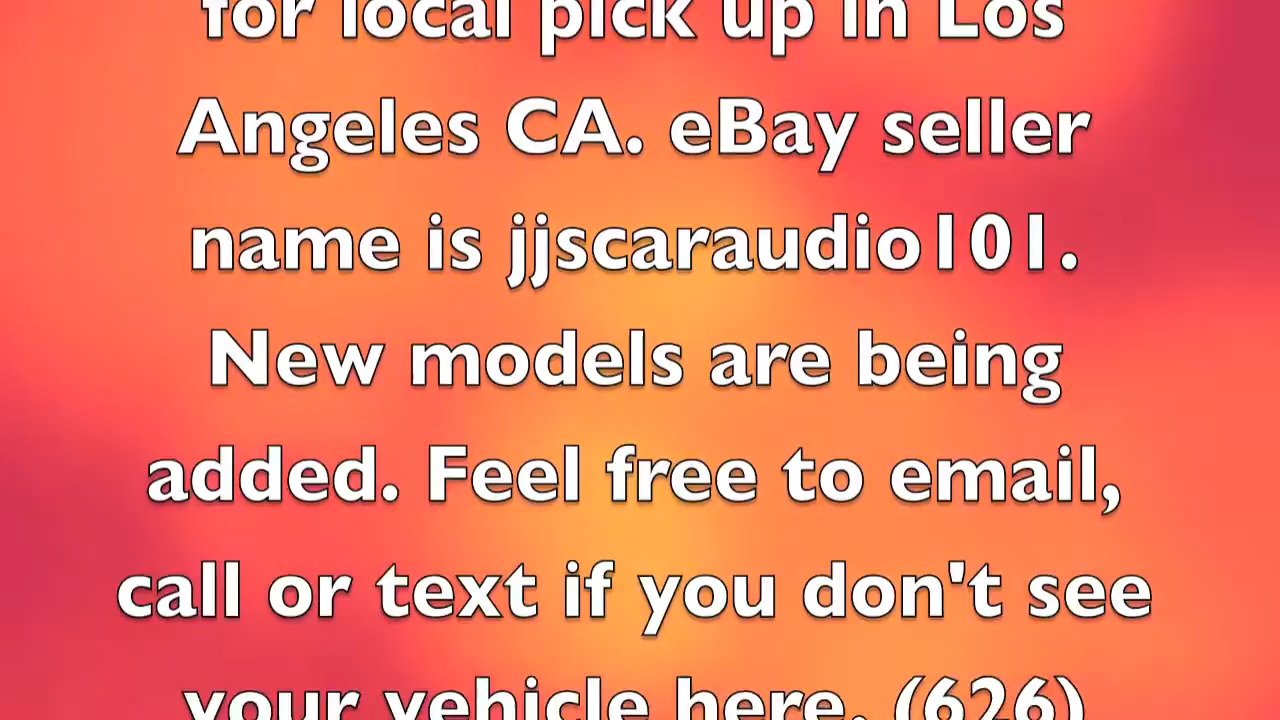 for local pick up in Los
Angeles CA. eBay seller
name is jjscaraudio101.
New models are being
added. Feel free to email,
call or text if you don't see
your vehicle here. (626)